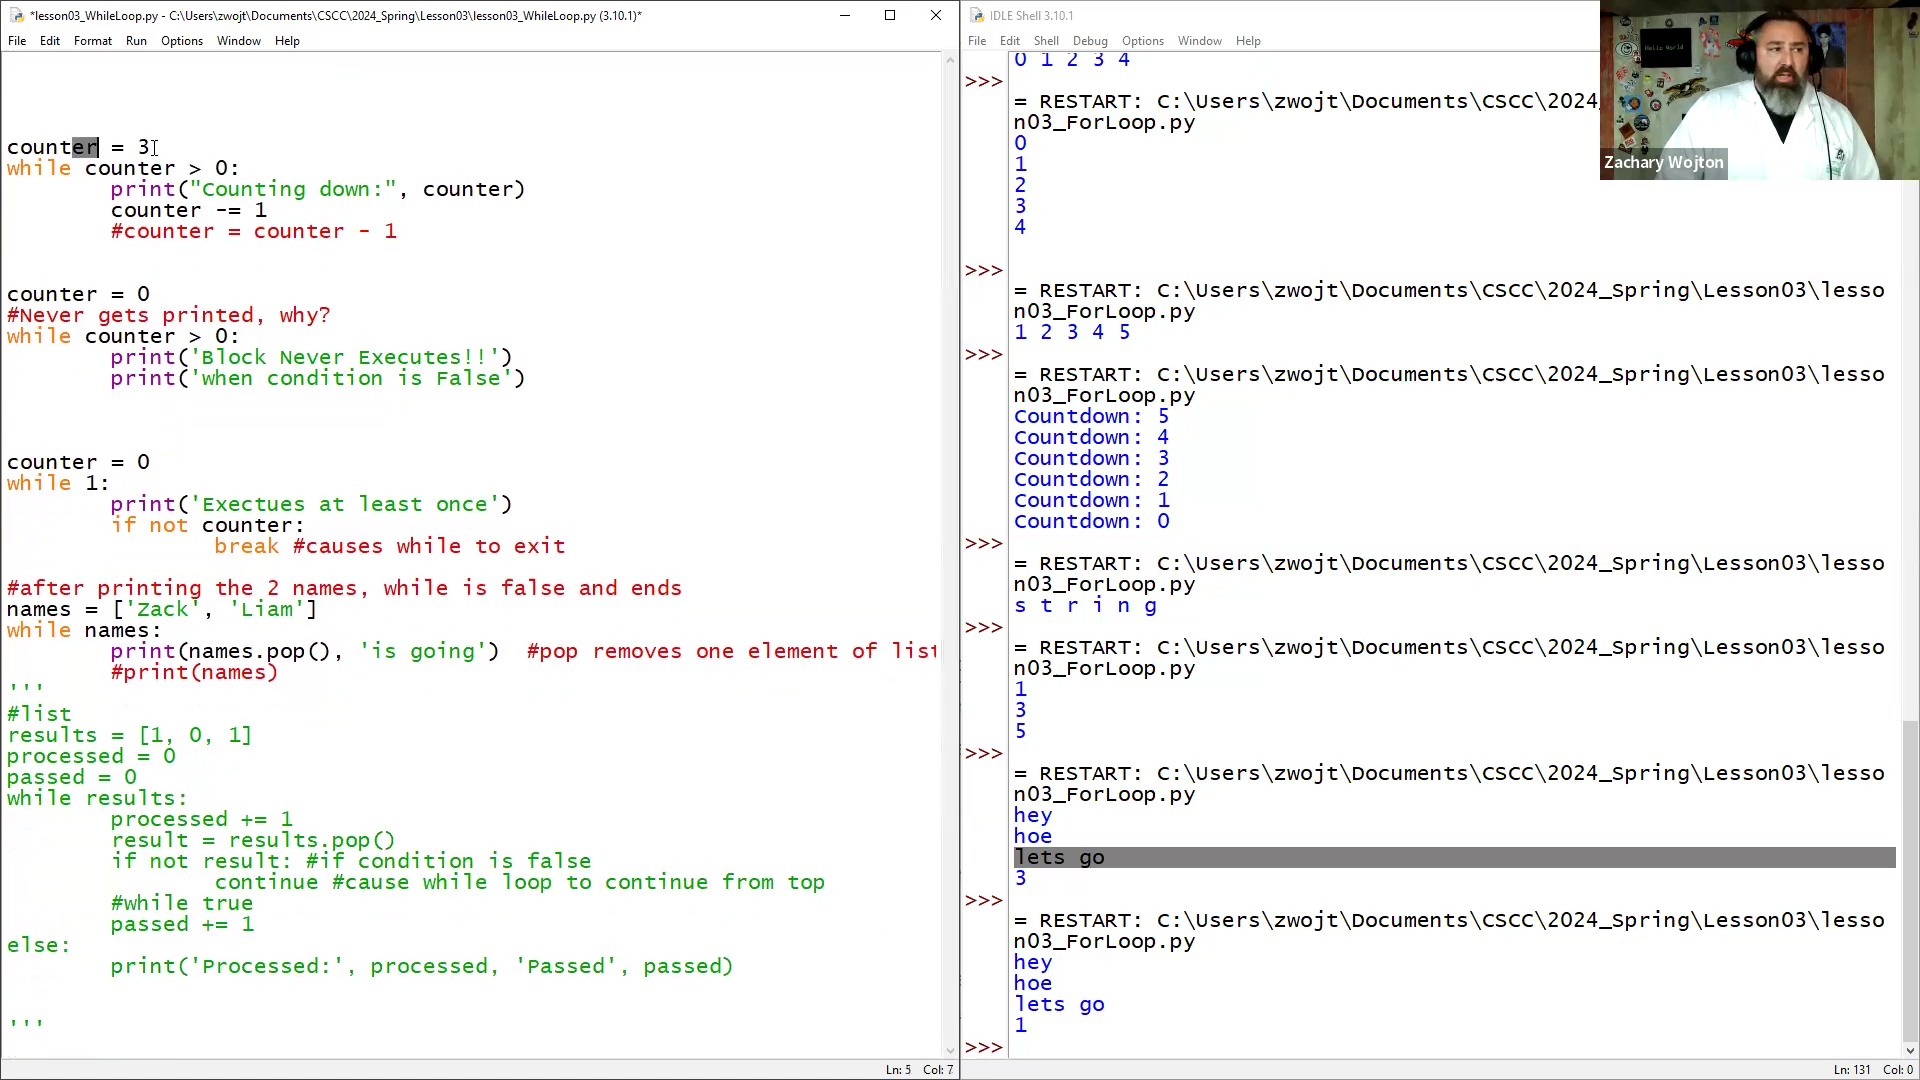 *lesson03_WhileLoop.py - C:\Users\zwojt\Documents\CSCC\2024_Spring\Lesson03\lesson03_WhileLoop.py (3.10.1)*
File Edit Format Run Options Window Help
counter = 3
while counter > 0:
print("Counting down:", counter)
counter -= 1
#counter = counter - 1
counter = 0
#Never gets printed, why?
while counter > 0:
print('Block Never Executes!!')
print('when condition is False')
counter = 0
while 1:
print('Exectues at least once')
if not counter:
break #causes while to exit
#after printing the 2 names, while is false and ends
names = ['Zack', 'Liam']
while names:
print(names.pop(), 'is going')  #pop removes one element of list
#print(names)
'''
#list
results = [1, 0, 1]
processed = 0
passed = 0
while results:
processed += 1
result = results.pop()
if not result: #if condition is false
continue #cause while loop to continue from top
#while true
passed += 1
else:
print('Processed:', processed, 'Passed', passed)
'''
Ln: 5 Col: 7
IDLE Shell 3.10.1
File Edit Shell Debug Options Window Help
0 1 2 3 4
>>>
= RESTART: C:\Users\zwojt\Documents\CSCC\2024_
n03_ForLoop.py
0
1
2
3
4
>>>
= RESTART: C:\Users\zwojt\Documents\CSCC\2024_Spring\Lesson03\lesso
n03_ForLoop.py
1 2 3 4 5
>>>
= RESTART: C:\Users\zwojt\Documents\CSCC\2024_Spring\Lesson03\lesso
n03_ForLoop.py
Countdown: 5
Countdown: 4
Countdown: 3
Countdown: 2
Countdown: 1
Countdown: 0
>>>
= RESTART: C:\Users\zwojt\Documents\CSCC\2024_Spring\Lesson03\lesso
n03_ForLoop.py
s t r i n g
>>>
= RESTART: C:\Users\zwojt\Documents\CSCC\2024_Spring\Lesson03\lesso
n03_ForLoop.py
1
3
5
>>>
= RESTART: C:\Users\zwojt\Documents\CSCC\2024_Spring\Lesson03\lesso
n03_ForLoop.py
hey
hoe
lets go
3
>>>
= RESTART: C:\Users\zwojt\Documents\CSCC\2024_Spring\Lesson03\lesso
n03_ForLoop.py
hey
hoe
lets go
1
>>>
Ln: 131 Col: 0
Hello World
Zachary Wojton